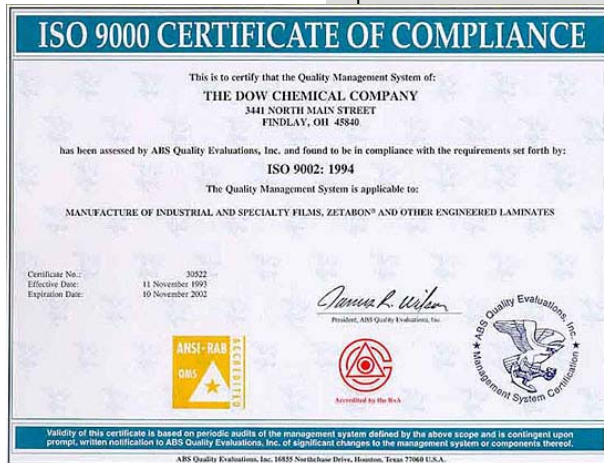 ISO 9000 CERTIFICATE OF COMPLIANCE
This is to certify that the Quality Management System of:
THE DOW CHEMICAL COMPANY
3441 NORTH MAIN STREET
FINDLAY, OH 45840
has been assessed by ABS Quality Evaluations, Inc. and found to be in compliance with the requirements set forth by:
ISO 9002: 1994
The Quality Management System is applicable to:
MANUFACTURE OF INDUSTRIAL AND SPECIALTY FILMS, ZETABON® AND OTHER ENGINEERED LAMINATES
Certificate No.: 30522
Effective Date: 11 November 1993
Expiration Date: 10 November 2002
President, ABS Quality Evaluations, Inc.
ANSI-RAB
QMS
ACCREDITED
Accredited by the RvA
ABS Quality Evaluations, Inc.
Management System Certification
Validity of this certificate is based on periodic audits of the management system defined by the above scope and is contingent upon
prompt, written notification to ABS Quality Evaluations, Inc. of significant changes to the management system or components thereof.
ABS Quality Evaluations, Inc. 16855 Northchase Drive, Houston, Texas 77060 U.S.A.